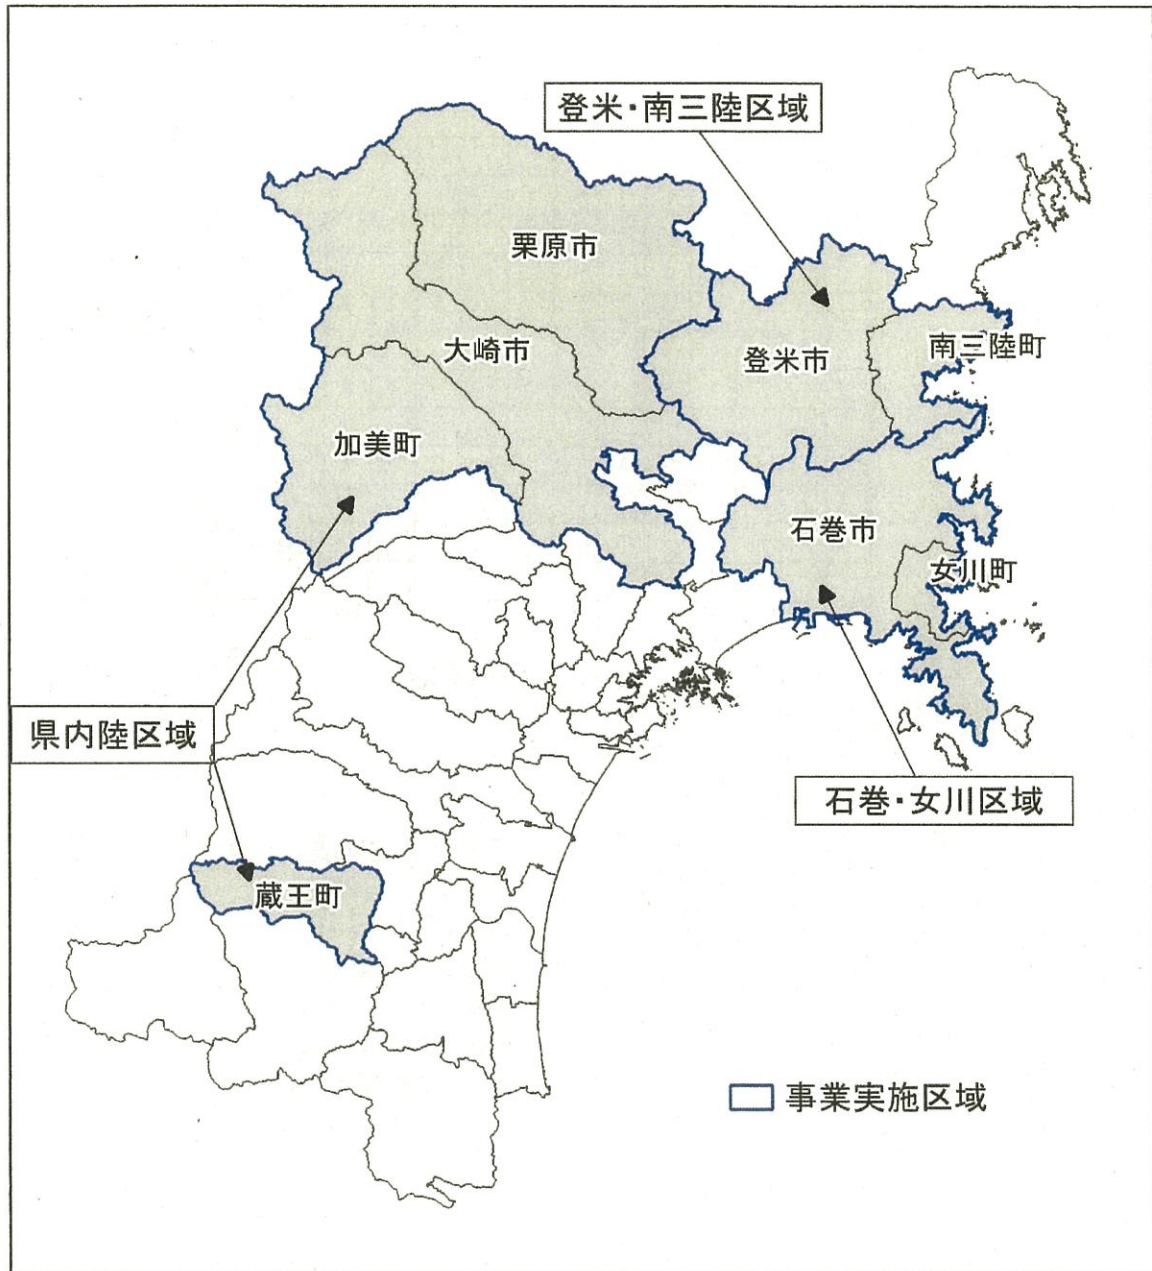 登米・南三陸区域
栗原市
大崎市
登米市
南三陸町
加美町
石巻市
女川町
県内陸区域
石巻・女川区域
蔵王町
事業実施区域